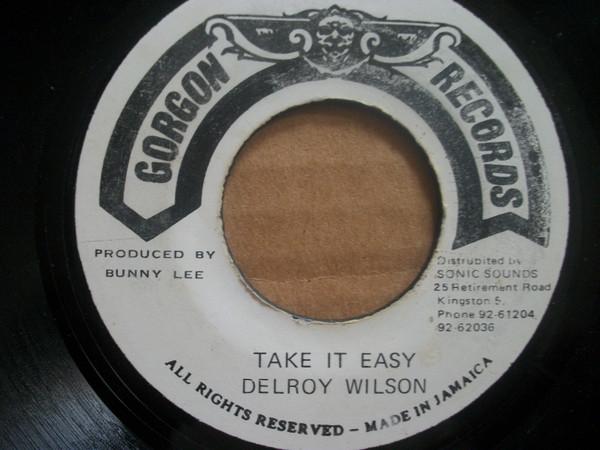 GORGON RECORDS
PRODUCED BY
BUNNY LEE
Distrubited by
SONIC SOUNDS
25 Retirement Road
Kingston 5.
Phone 92-61204
92-62036
TAKE IT EASY
DELROY WILSON
ALL RIGHTS RESERVED - MADE IN JAMAICA